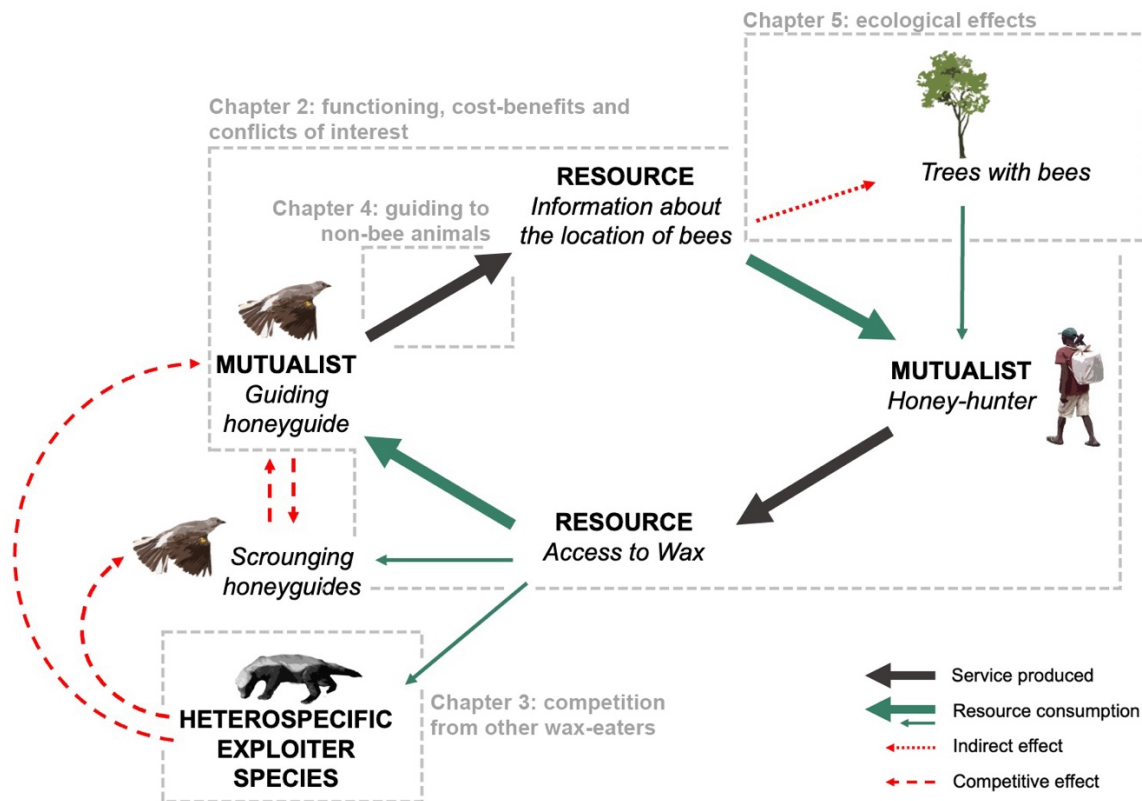 Chapter 5: ecological effects
Trees with bees
Chapter 2: functioning, cost-benefits and
conflicts of interest
RESOURCE
Information about
the location of bees
Chapter 4: guiding to
non-bee animals
MUTUALIST
Guiding
honeyguide
MUTUALIST
Honey-hunter
RESOURCE
Access to Wax
Scrounging
honeyguides
HETEROSPECIFIC
EXPLOITER
SPECIES
Chapter 3: competition
from other wax-eaters
Service produced
Resource consumption
Indirect effect
Competitive effect